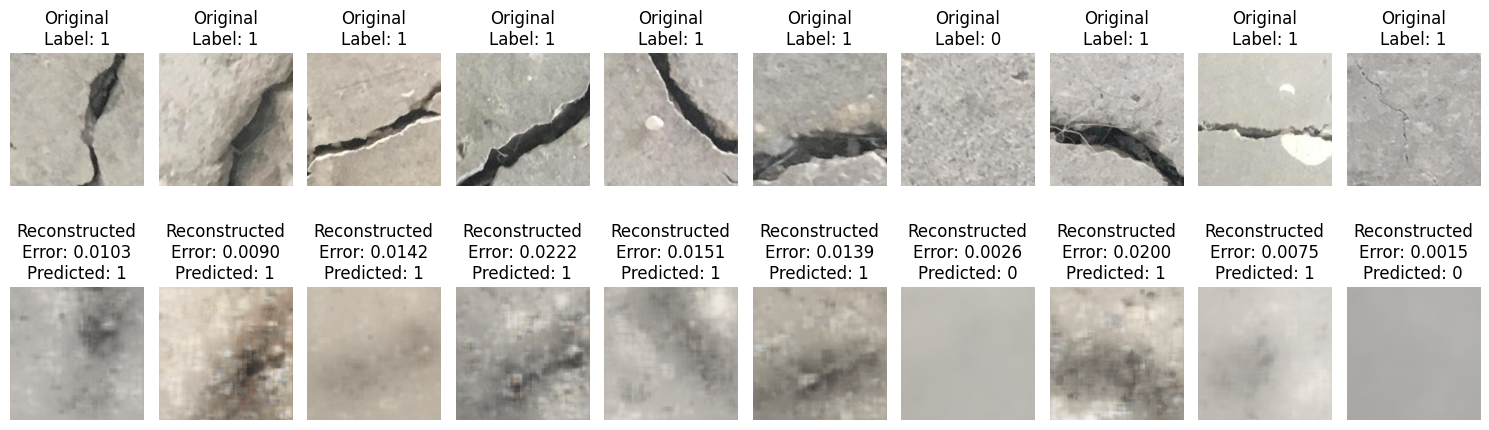 Original
Label: 1
Original
Label: 1
Original
Label: 1
Original
Label: 1
Original
Label: 1
Original
Label: 1
Original
Label: 0
Original
Label: 1
Original
Label: 1
Original
Label: 1
Reconstructed
Error: 0.0103
Predicted: 1
Reconstructed
Error: 0.0090
Predicted: 1
Reconstructed
Error: 0.0142
Predicted: 1
Reconstructed
Error: 0.0222
Predicted: 1
Reconstructed
Error: 0.0151
Predicted: 1
Reconstructed
Error: 0.0139
Predicted: 1
Reconstructed
Error: 0.0026
Predicted: 0
Reconstructed
Error: 0.0200
Predicted: 1
Reconstructed
Error: 0.0075
Predicted: 1
Reconstructed
Error: 0.0015
Predicted: 0